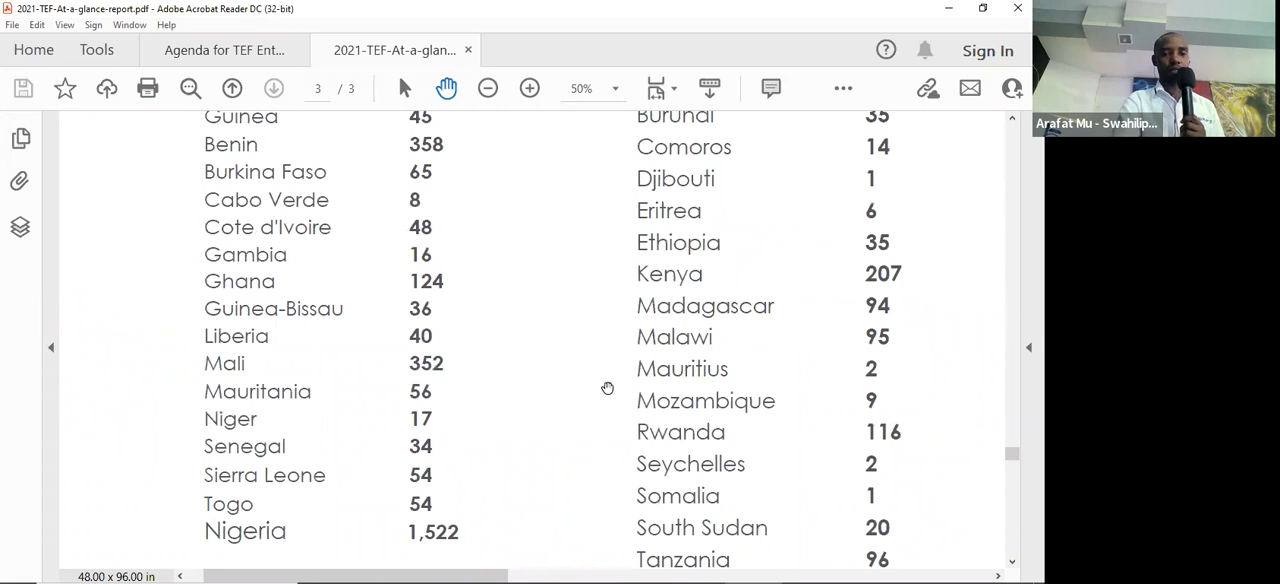 2021-TEF-At-a-glance-report.pdf - Adobe Acrobat Reader DC (32-bit)
File Edit View Sign Window Help
Home Tools Agenda for TEF Ent... 2021-TEF-At-a-glan... × Sign In
3 / 3 50%
Guinea 45
Benin 358
Burkina Faso 65
Cabo Verde 8
Cote d'Ivoire 48
Gambia 16
Ghana 124
Guinea-Bissau 36
Liberia 40
Mali 352
Mauritania 56
Niger 17
Senegal 34
Sierra Leone 54
Togo 54
Nigeria 1,522
Burundi 35
Comoros 14
Djibouti 1
Eritrea 6
Ethiopia 35
Kenya 207
Madagascar 94
Malawi 95
Mauritius 2
Mozambique 9
Rwanda 116
Seychelles 2
Somalia 1
South Sudan 20
Tanzania 96
48.00 x 96.00 in
Arafat Mu - Swahilip...